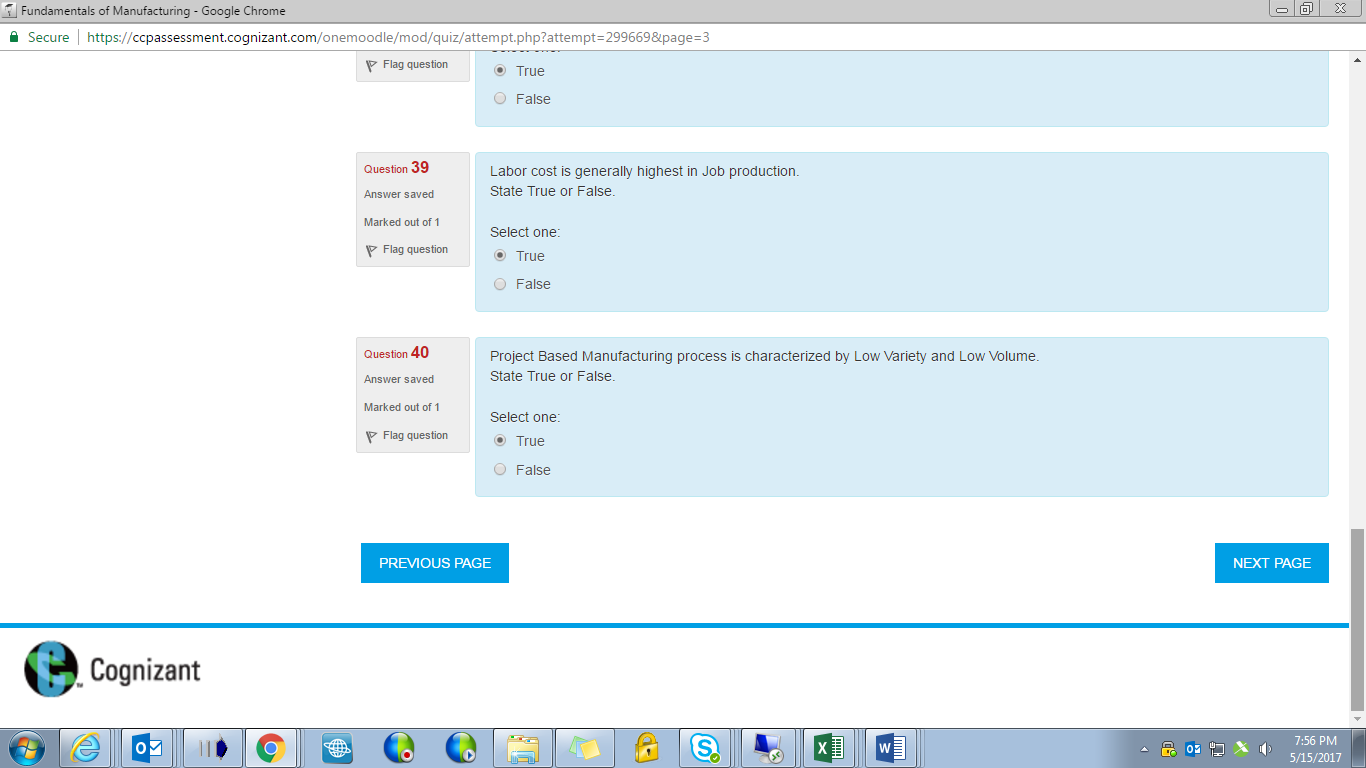 Fundamentals of Manufacturing - Google Chrome
Secure https://ccpassessment.cognizant.com/onemoodle/mod/quiz/attempt.php?attempt=299669&page=3
Flag question
True
False
Question 39
Answer saved
Marked out of 1
Flag question
Labor cost is generally highest in Job production.
State True or False.
Select one:
True
False
Question 40
Answer saved
Marked out of 1
Flag question
Project Based Manufacturing process is characterized by Low Variety and Low Volume.
State True or False.
Select one:
True
False
PREVIOUS PAGE
NEXT PAGE
Cognizant
7:56 PM
5/15/2017